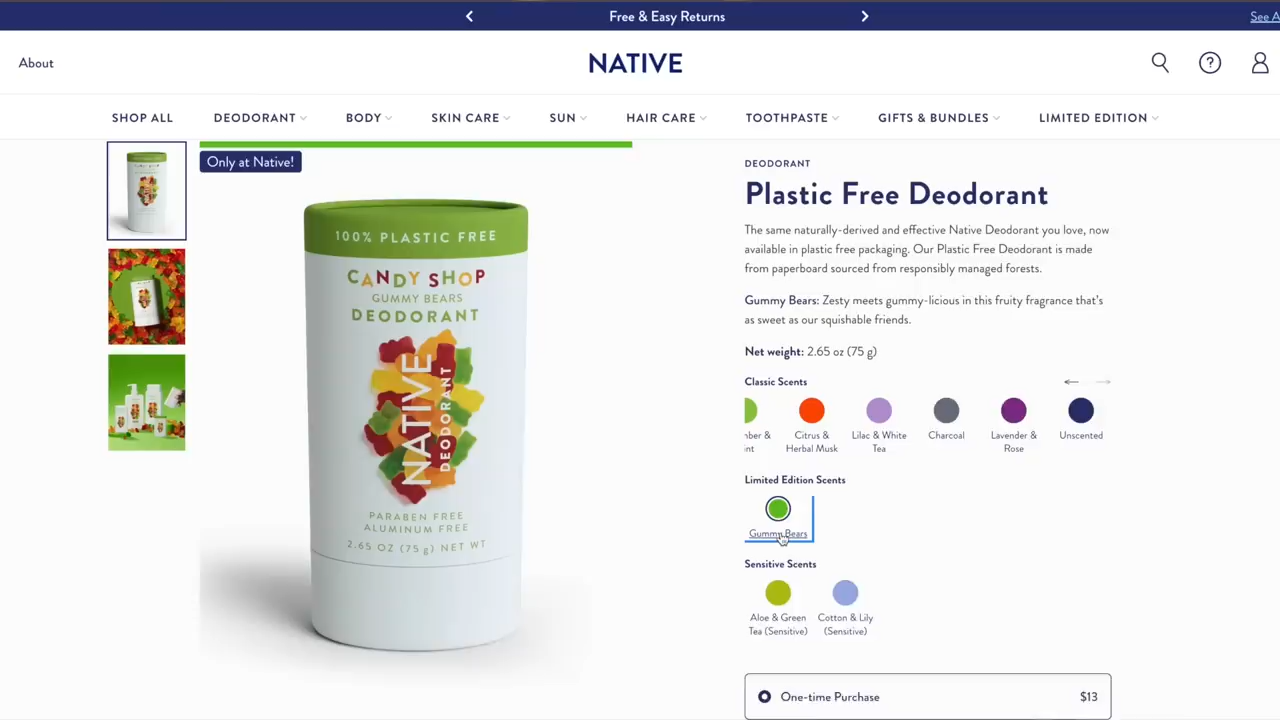 Free & Easy Returns
See A
About
NATIVE
SHOP ALL
DEODORANT
BODY
SKIN CARE
SUN
HAIR CARE
TOOTHPASTE
GIFTS & BUNDLES
LIMITED EDITION
Only at Native!
100% PLASTIC FREE
CANDY SHOP
GUMMY BEARS
DEODORANT
NATIVE
DEODORANT
PARABEN FREE
ALUMINUM FREE
2.65 OZ (75 g) NET WT
DEODORANT
Plastic Free Deodorant
The same naturally-derived and effective Native Deodorant you love, now
available in plastic free packaging. Our Plastic Free Deodorant is made
from paperboard sourced from responsibly managed forests.
Gummy Bears: Zesty meets gummy-licious in this fruity fragrance that's
as sweet as our squishable friends.
Net weight: 2.65 oz (75 g)
Classic Scents
nber &
int
Citrus &
Herbal Musk
Lilac & White
Tea
Charcoal
Lavender &
Rose
Unscented
Limited Edition Scents
Gummy Bears
Sensitive Scents
Aloe & Green
Tea (Sensitive)
Cotton & Lily
(Sensitive)
One-time Purchase $13